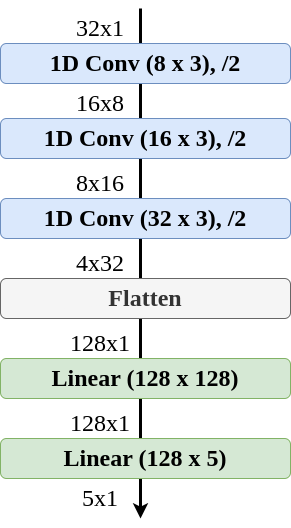 32x1
1D Conv (8 x 3), /2
16x8
1D Conv (16 x 3), /2
8x16
1D Conv (32 x 3), /2
4x32
Flatten
128x1
Linear (128 x 128)
128x1
Linear (128 x 5)
5x1